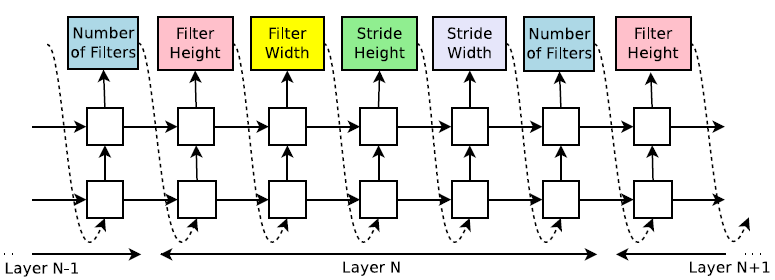 Number
of Filters
Filter
Height
Filter
Width
Stride
Height
Stride
Width
Number
of Filters
Filter
Height
Layer N-1
Layer N
Layer N+1